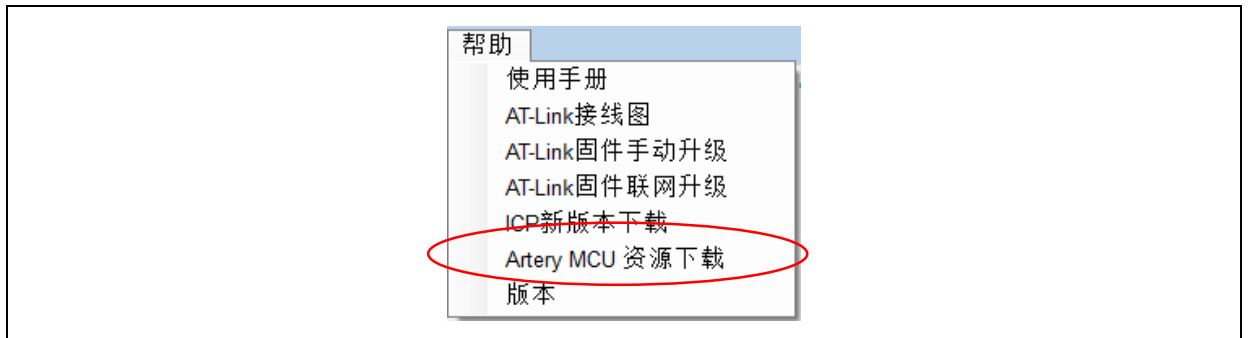 帮助
使用手册
AT-Link接线图
AT-Link固件手动升级
AT-Link固件联网升级
ICP新版本下载
Artery MCU 资源下载
版本